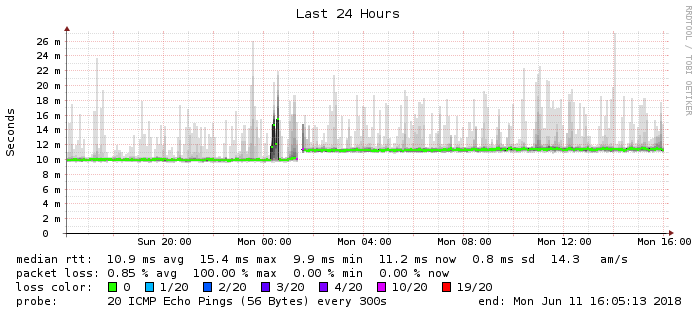 Last 24 Hours
RRDTOOL / TOBI OETIKER
Seconds
26 m
24 m
22 m
20 m
18 m
16 m
14 m
12 m
10 m
8 m
6 m
4 m
2 m
0
Sun 20:00 Mon 00:00 Mon 04:00 Mon 08:00 Mon 12:00 Mon 16:00
median rtt: 10.9 ms avg 15.4 ms max 9.9 ms min 11.2 ms now 0.8 ms sd 14.3 am/s
packet loss: 0.85 % avg 100.00 % max 0.00 % min 0.00 % now
loss color: 0 1/20 2/20 3/20 4/20 10/20 19/20
probe: 20 ICMP Echo Pings (56 Bytes) every 300s end: Mon Jun 11 16:05:13 2018